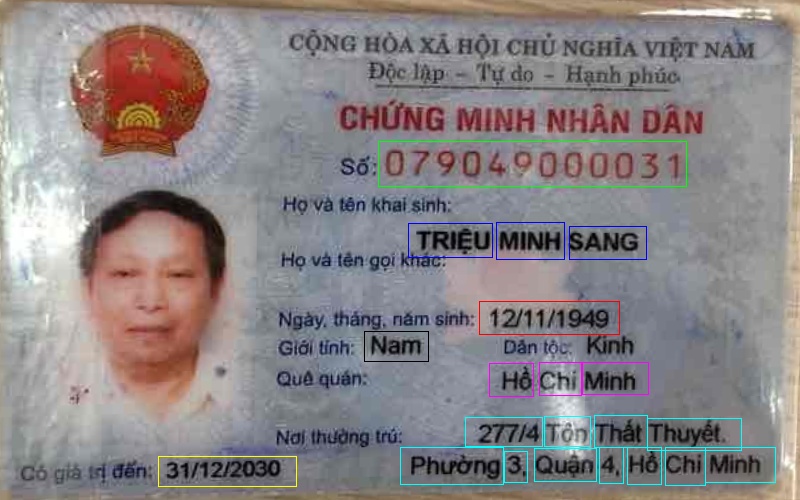 CỘNG HÒA XÃ HỘI CHỦ NGHĨA VIỆT NAM
Độc lập - Tự do - Hạnh phúc
CHỨNG MINH NHÂN DÂN
Số: 079049000031
Họ và tên khai sinh:
TRIỆU MINH SANG
Họ và tên gọi khác:
Ngày, tháng, năm sinh: 12/11/1949
Giới tính: Nam Dân tộc: Kinh
Quê quán: Hồ Chí Minh
Nơi thường trú: 277/4 Tôn Thất Thuyết.
Có giá trị đến: 31/12/2030 Phường 3, Quận 4, Hồ Chí Minh